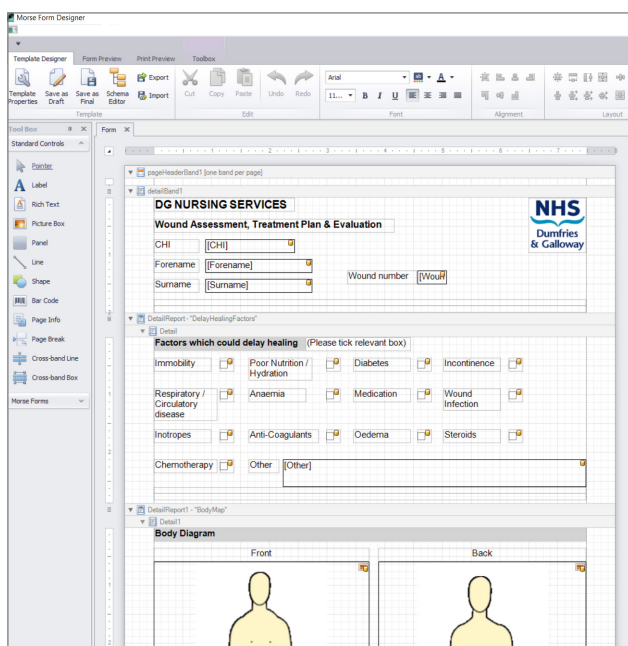 Morse Form Designer
Template Designer Form Preview Print Preview Toolbox
Template Properties
Save as Draft
Save as Final
Schema Editor
Export
Import
Cut Copy Paste Undo Redo
Arial
11... B I U
Template Edit Font Alignment Layout
Tool Box
Form
Standard Controls
Pointer
Label
Rich Text
Picture Box
Panel
Line
Shape
Bar Code
Page Info
Page Break
Cross-band Line
Cross-band Box
Morse Forms
pageHeaderBand1 [one band per page]
detailBand1
DG NURSING SERVICES
Wound Assessment, Treatment Plan & Evaluation
NHS
Dumfries
& Galloway
CHI [CHI]
Forename [Forename]
Surname [Surname]
Wound number
DetailReport - "DelayHealingFactors"
Detail
Factors which could delay healing (Please tick relevant box)
Immobility
Poor Nutrition / Hydration
Diabetes
Incontinence
Respiratory / Circulatory disease
Anaemia
Medication
Wound Infection
Inotropes
Anti-Coagulants
Oedema
Steroids
Chemotherapy
Other [Other]
DetailReport1 - "BodyMap"
Detail1
Body Diagram
Front Back